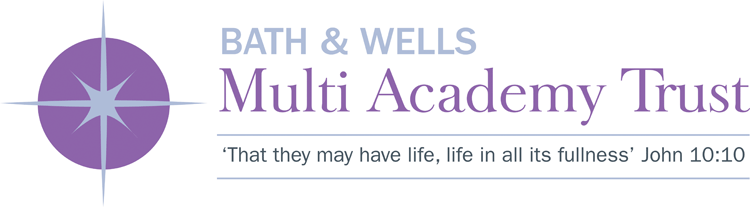 BATH & WELLS
Multi Academy Trust
‘That they may have life, life in all its fullness’ John 10:10